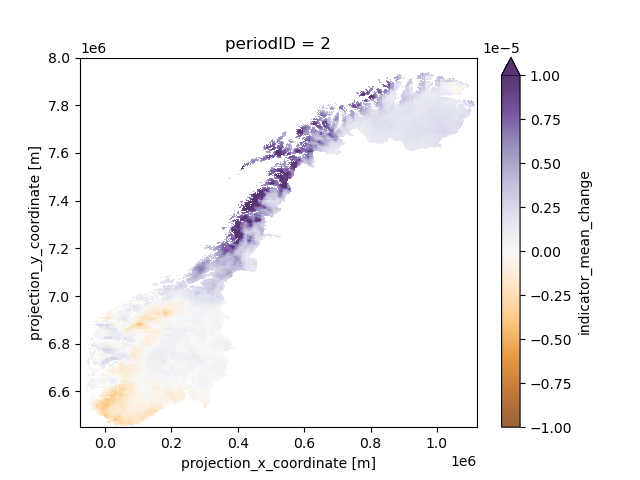 periodID = 2
1e6
1e−5
8.0
7.8
7.6
7.4
7.2
7.0
6.8
6.6
projection_y_coordinate [m]
0.0 0.2 0.4 0.6 0.8 1.0
1e6
projection_x_coordinate [m]
1.00
0.75
0.50
0.25
0.00
−0.25
−0.50
−0.75
−1.00
indicator_mean_change